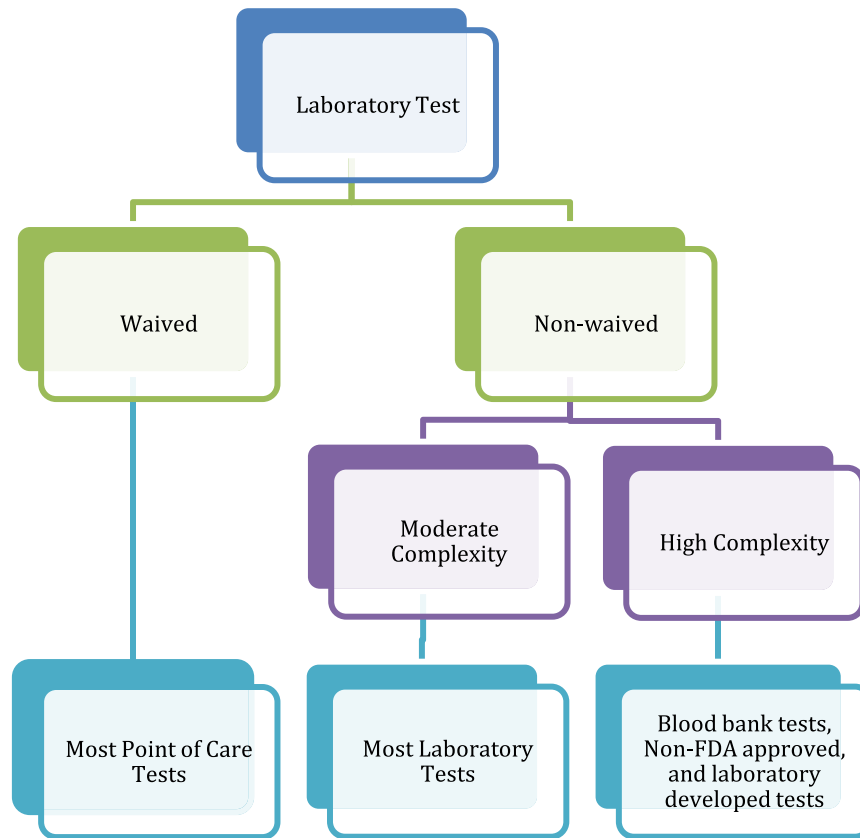 Laboratory Test
Waived
Non-waived
Moderate
Complexity
High Complexity
Most Point of Care
Tests
Most Laboratory
Tests
Blood bank tests,
Non-FDA approved,
and laboratory
developed tests